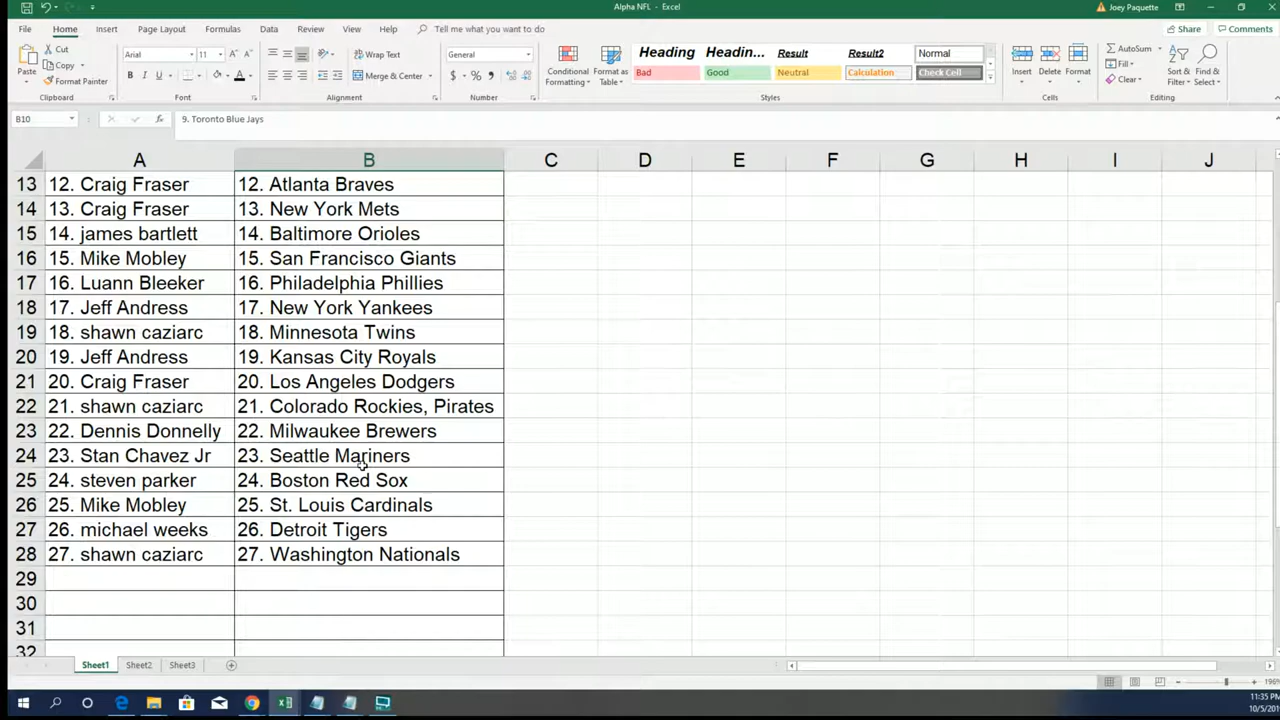 Alpha NFL - Excel
Joey Paquette
File Home Insert Page Layout Formulas Data Review View Help Tell me what you want to do
Share Comments
Paste
Cut
Copy
Format Painter
Clipboard
Arial 11
B I U
Font
Wrap Text
Merge & Center
Alignment
General
$ % ,
Number
Conditional Formatting
Format as Table
Heading Headin... Result Result2 Normal
Bad Good Neutral Calculation Check Cell
Styles
Insert Delete Format
Cells
AutoSum
Fill
Clear
Sort & Filter
Find & Select
Editing
B10 fx 9. Toronto Blue Jays
A B C D E F G H I J
13 12. Craig Fraser 12. Atlanta Braves
14 13. Craig Fraser 13. New York Mets
15 14. james bartlett 14. Baltimore Orioles
16 15. Mike Mobley 15. San Francisco Giants
17 16. Luann Bleeker 16. Philadelphia Phillies
18 17. Jeff Andress 17. New York Yankees
19 18. shawn caziarc 18. Minnesota Twins
20 19. Jeff Andress 19. Kansas City Royals
21 20. Craig Fraser 20. Los Angeles Dodgers
22 21. shawn caziarc 21. Colorado Rockies, Pirates
23 22. Dennis Donnelly 22. Milwaukee Brewers
24 23. Stan Chavez Jr 23. Seattle Mariners
25 24. steven parker 24. Boston Red Sox
26 25. Mike Mobley 25. St. Louis Cardinals
27 26. michael weeks 26. Detroit Tigers
28 27. shawn caziarc 27. Washington Nationals
29
30
31
32
Sheet1 Sheet2 Sheet3
196%
11:35 PM